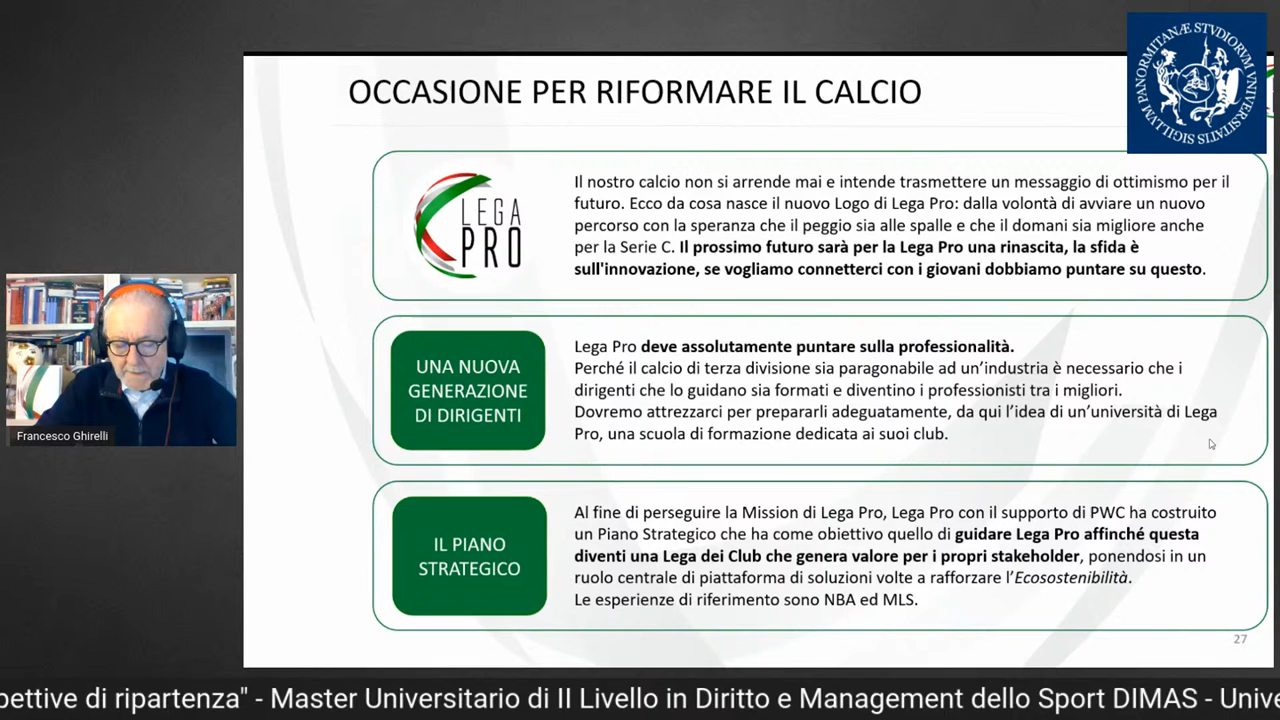 OCCASIONE PER RIFORMARE IL CALCIO
SIGILLVM PANORMITANÆ STVDIORVM VNIVERSITATIS
LEGA
PRO
Il nostro calcio non si arrende mai e intende trasmettere un messaggio di ottimismo per il
futuro. Ecco da cosa nasce il nuovo Logo di Lega Pro: dalla volontà di avviare un nuovo
percorso con la speranza che il peggio sia alle spalle e che il domani sia migliore anche
per la Serie C. Il prossimo futuro sarà per la Lega Pro una rinascita, la sfida è
sull'innovazione, se vogliamo connetterci con i giovani dobbiamo puntare su questo.
UNA NUOVA
GENERAZIONE
DI DIRIGENTI
Lega Pro deve assolutamente puntare sulla professionalità.
Perché il calcio di terza divisione sia paragonabile ad un’industria è necessario che i
dirigenti che lo guidano sia formati e diventino i professionisti tra i migliori.
Dovremo attrezzarci per prepararli adeguatamente, da qui l’idea di un’università di Lega
Pro, una scuola di formazione dedicata ai suoi club.
Francesco Ghirelli
IL PIANO
STRATEGICO
Al fine di perseguire la Mission di Lega Pro, Lega Pro con il supporto di PWC ha costruito
un Piano Strategico che ha come obiettivo quello di guidare Lega Pro affinché questa
diventi una Lega dei Club che genera valore per i propri stakeholder, ponendosi in un
ruolo centrale di piattaforma di soluzioni volte a rafforzare l’Ecosostenibilità.
Le esperienze di riferimento sono NBA ed MLS.
27
pettive di ripartenza" - Master Universitario di II Livello in Diritto e Management dello Sport DIMAS - Unive